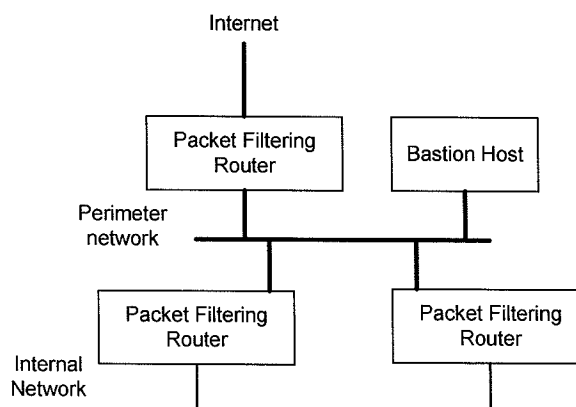 Internet
Packet Filtering
Router
Bastion Host
Perimeter
network
Packet Filtering
Router
Packet Filtering
Router
Internal
Network